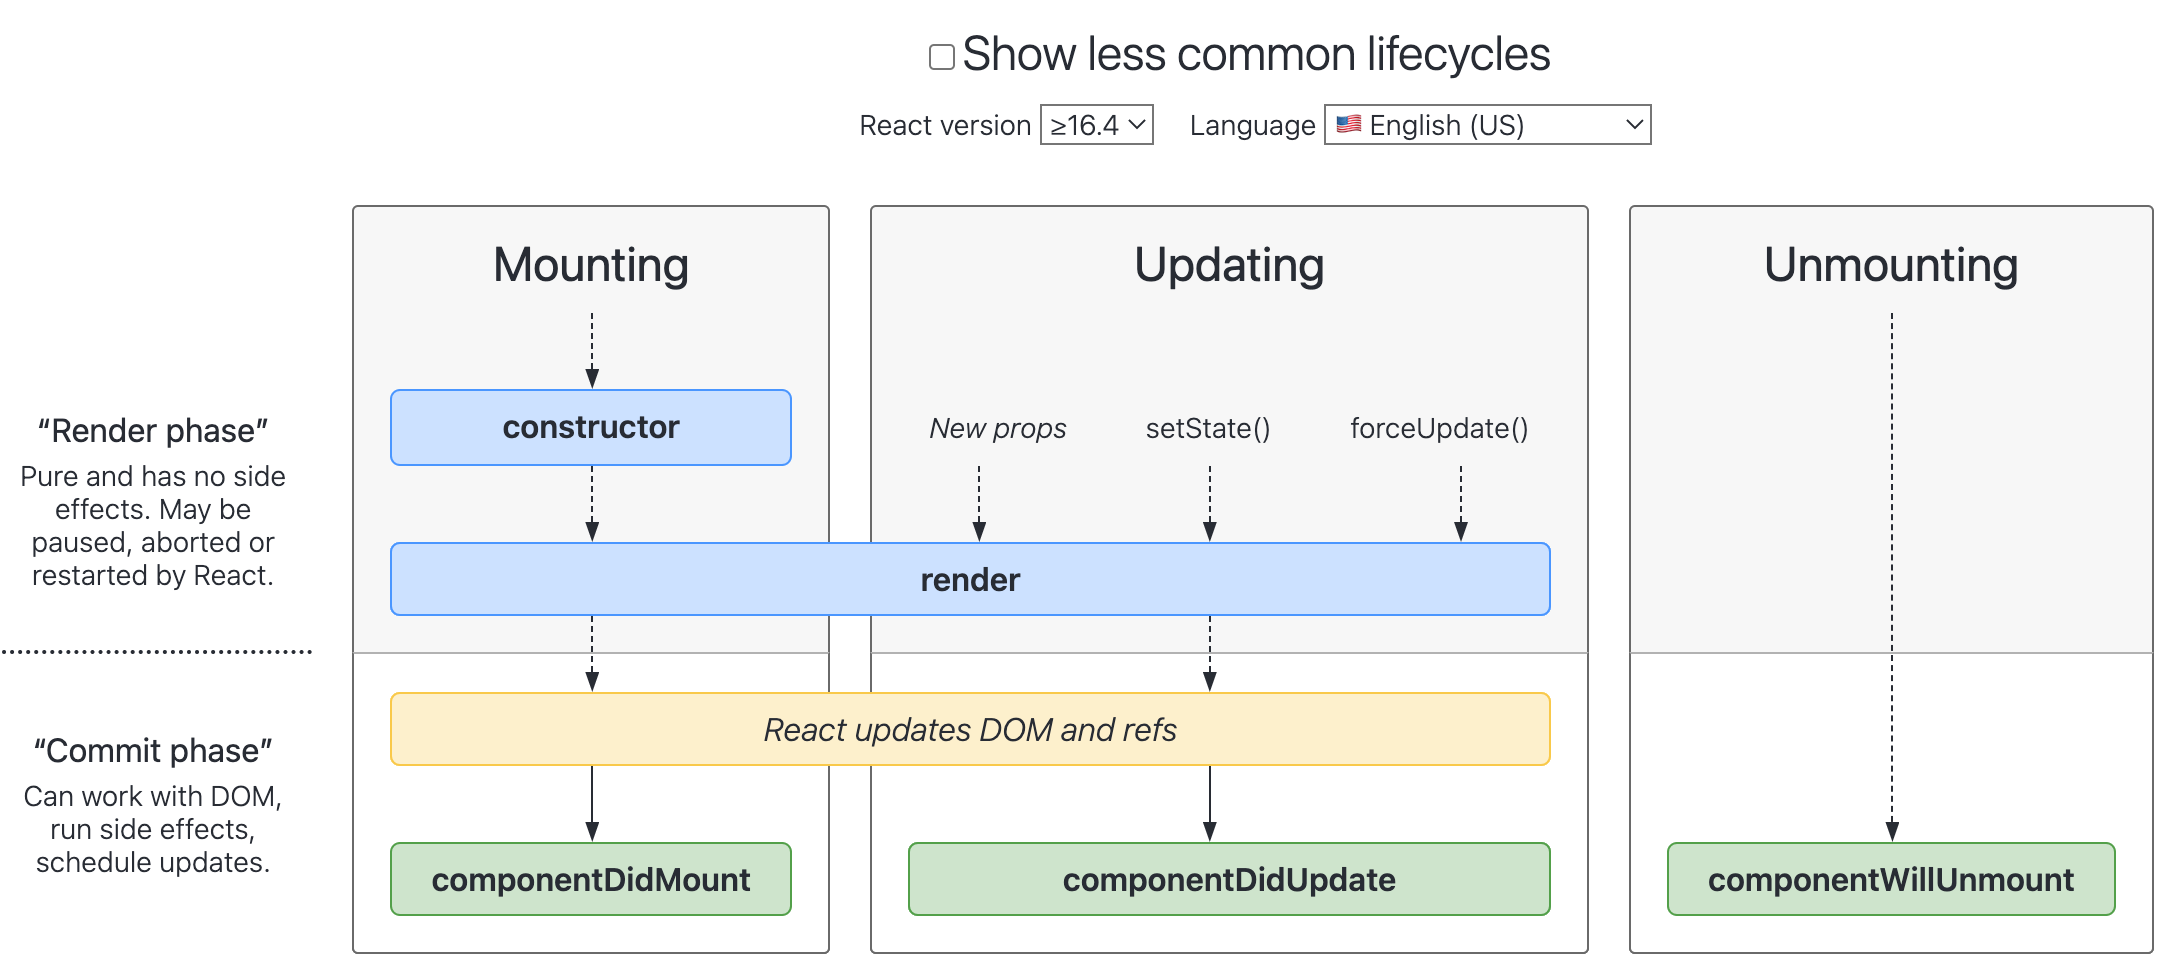 Show less common lifecycles
React version ≥16.4 Language 🇺🇸 English (US)
Mounting
Updating
Unmounting
“Render phase”
Pure and has no side
effects. May be
paused, aborted or
restarted by React.
constructor
New props
setState()
forceUpdate()
render
“Commit phase”
Can work with DOM,
run side effects,
schedule updates.
React updates DOM and refs
componentDidMount
componentDidUpdate
componentWillUnmount